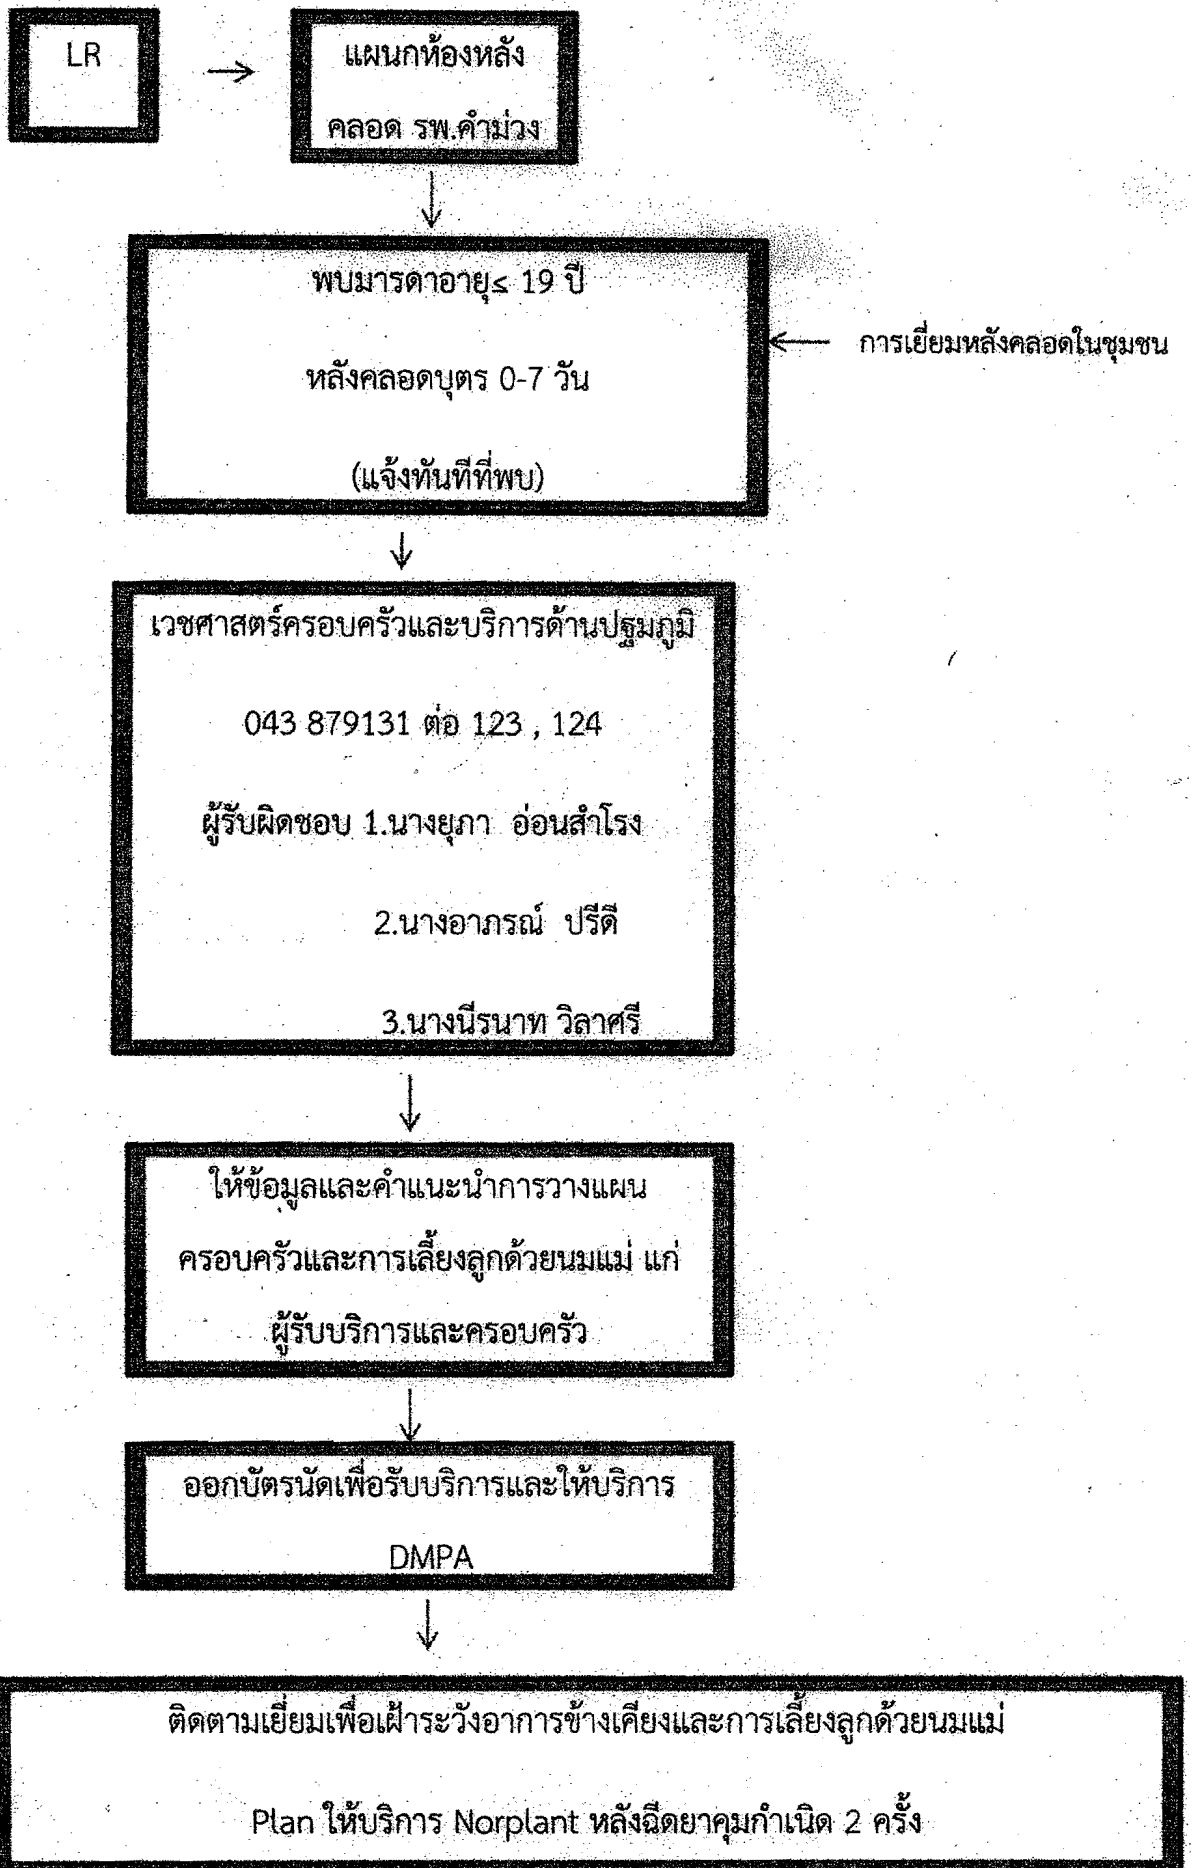 LR
แผนกห้องหลัง
คลอด รพ.คำม่วง
พบมารดาอายุ≤ 19 ปี
หลังคลอดบุตร 0-7 วัน
(แจ้งทันทีที่พบ)
การเยี่ยมหลังคลอดในชุมชน
เวชศาสตร์ครอบครัวและบริการด้านปฐมภูมิ
043 879131 ต่อ 123 , 124
ผู้รับผิดชอบ 1.นางยุภา อ่อนสำโรง
2.นางอาภรณ์ ปรีดี
3.นางนีรนาท วิลาศรี
ให้ข้อมูลและคำแนะนำการวางแผน
ครอบครัวและการเลี้ยงลูกด้วยนมแม่ แก่
ผู้รับบริการและครอบครัว
ออกบัตรนัดเพื่อรับบริการและให้บริการ
DMPA
ติดตามเยี่ยมเพื่อเฝ้าระวังอาการข้างเคียงและการเลี้ยงลูกด้วยนมแม่
Plan ให้บริการ Norplant หลังฉีดยาคุมกำเนิด 2 ครั้ง